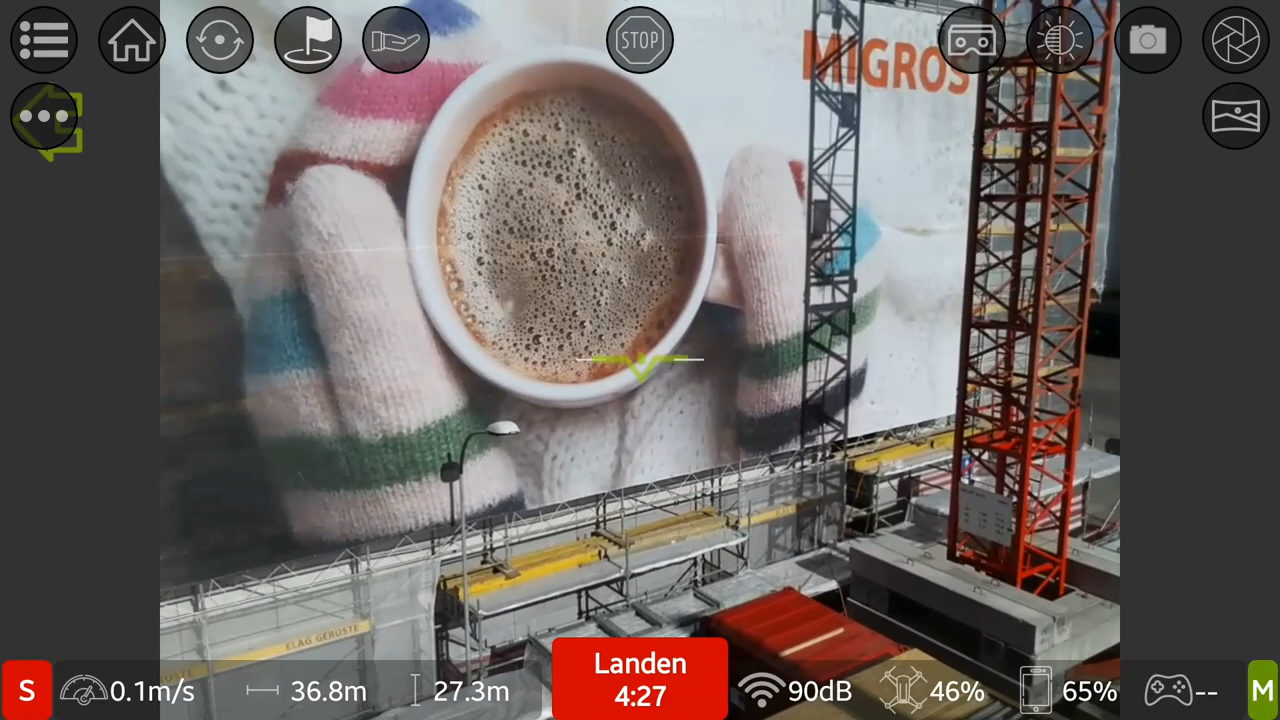 STOP
MIGROS
ELAG GERÜSTE
S
0.1m/s
36.8m
27.3m
Landen
4:27
90dB
46%
65%
--
M